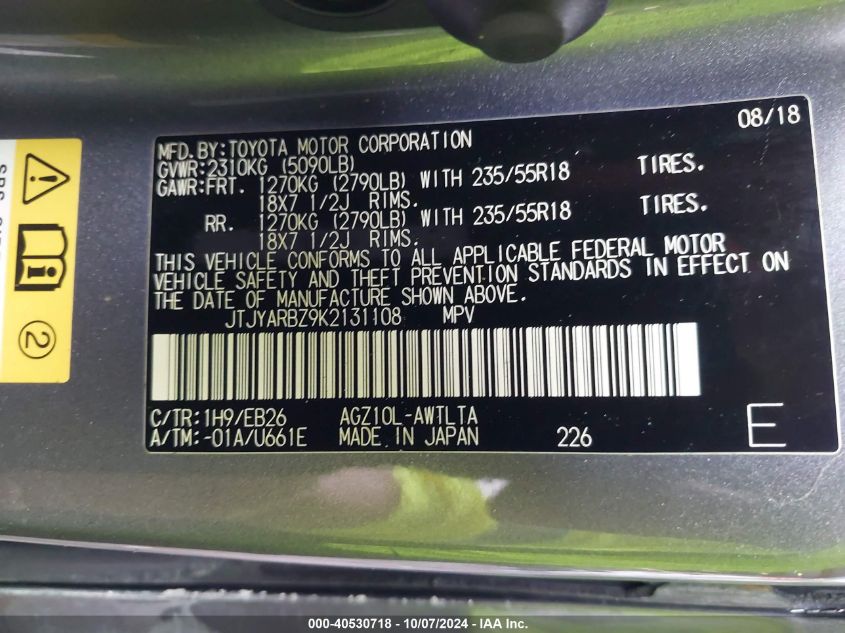 08/18
MFD.BY:TOYOTA MOTOR CORPORATION
GVWR:2310KG (5090LB)
GAWR:FRT. 1270KG (2790LB) WITH 235/55R18 TIRES.
18X7 1/2J RIMS.
RR. 1270KG (2790LB) WITH 235/55R18 TIRES.
18X7 1/2J RIMS.
THIS VEHICLE CONFORMS TO ALL APPLICABLE FEDERAL MOTOR
VEHICLE SAFETY AND THEFT PREVENTION STANDARDS IN EFFECT ON
THE DATE OF MANUFACTURE SHOWN ABOVE.
JTJYARBZ9K2131108 MPV
C/TR:1H9/EB26 AGZ10L-AWTLTA
A/TM:-01A/U661E MADE IN JAPAN 226 E
2
000-40530718 - 10/07/2024 - IAA Inc.